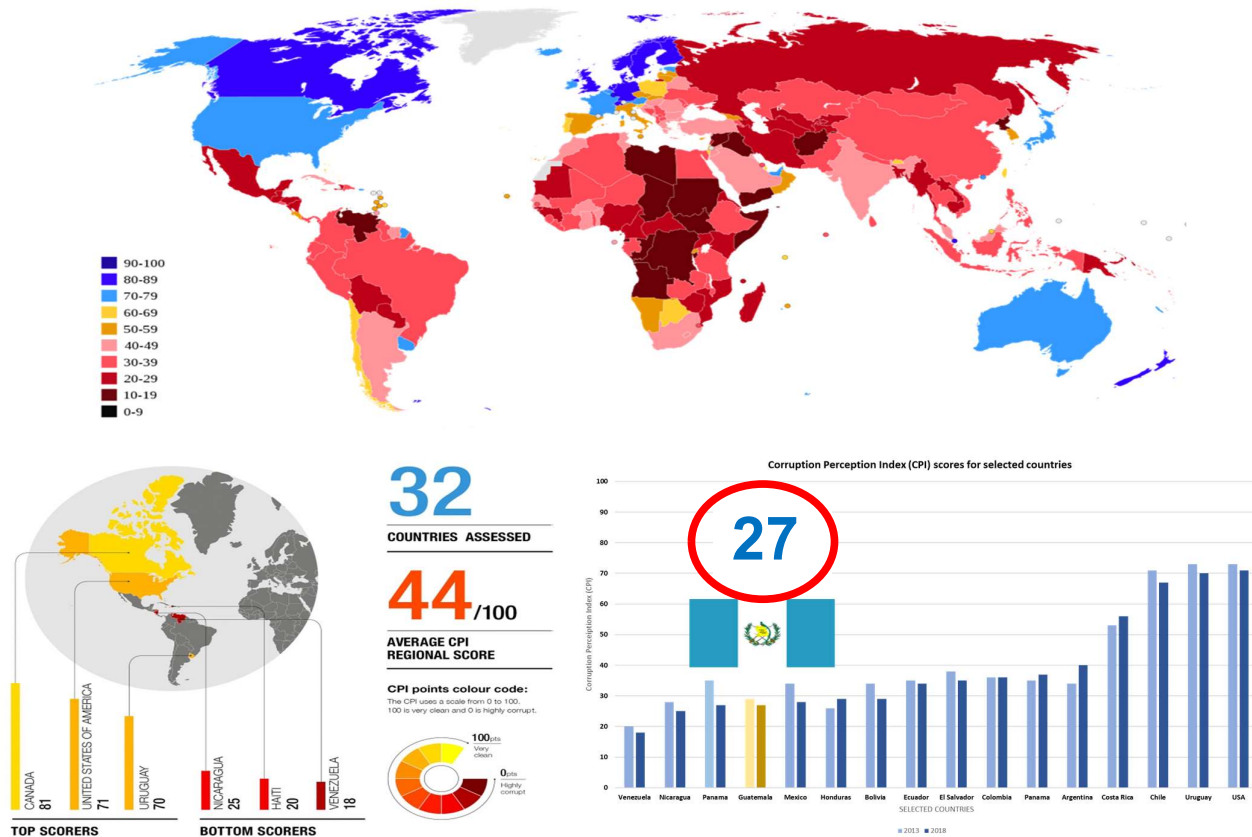 90-100
80-89
70-79
60-69
50-59
40-49
30-39
20-29
10-19
0-9
CANADA 81
UNITED STATES OF AMERICA 71
URUGUAY 70
NICARAGUA 25
HAITI 20
VENEZUELA 18
TOP SCORERS
BOTTOM SCORERS
32
COUNTRIES ASSESSED
44/100
AVERAGE CPI
REGIONAL SCORE
CPI points colour code:
The CPI uses a scale from 0 to 100.
100 is very clean and 0 is highly corrupt.
100pts
Very
clean
0pts
Highly
corrupt
Corruption Perception Index (CPI) scores for selected countries
27
Corruption Perceiption Index (CPI)
100
90
80
70
60
50
40
30
20
10
0
Venezuela Nicaragua Panama Guatemala Mexico Honduras Bolivia Ecuador El Salvador Colombia Panama Argentina Costa Rica Chile Uruguay USA
SELECTED COUNTRIES
2013 2018